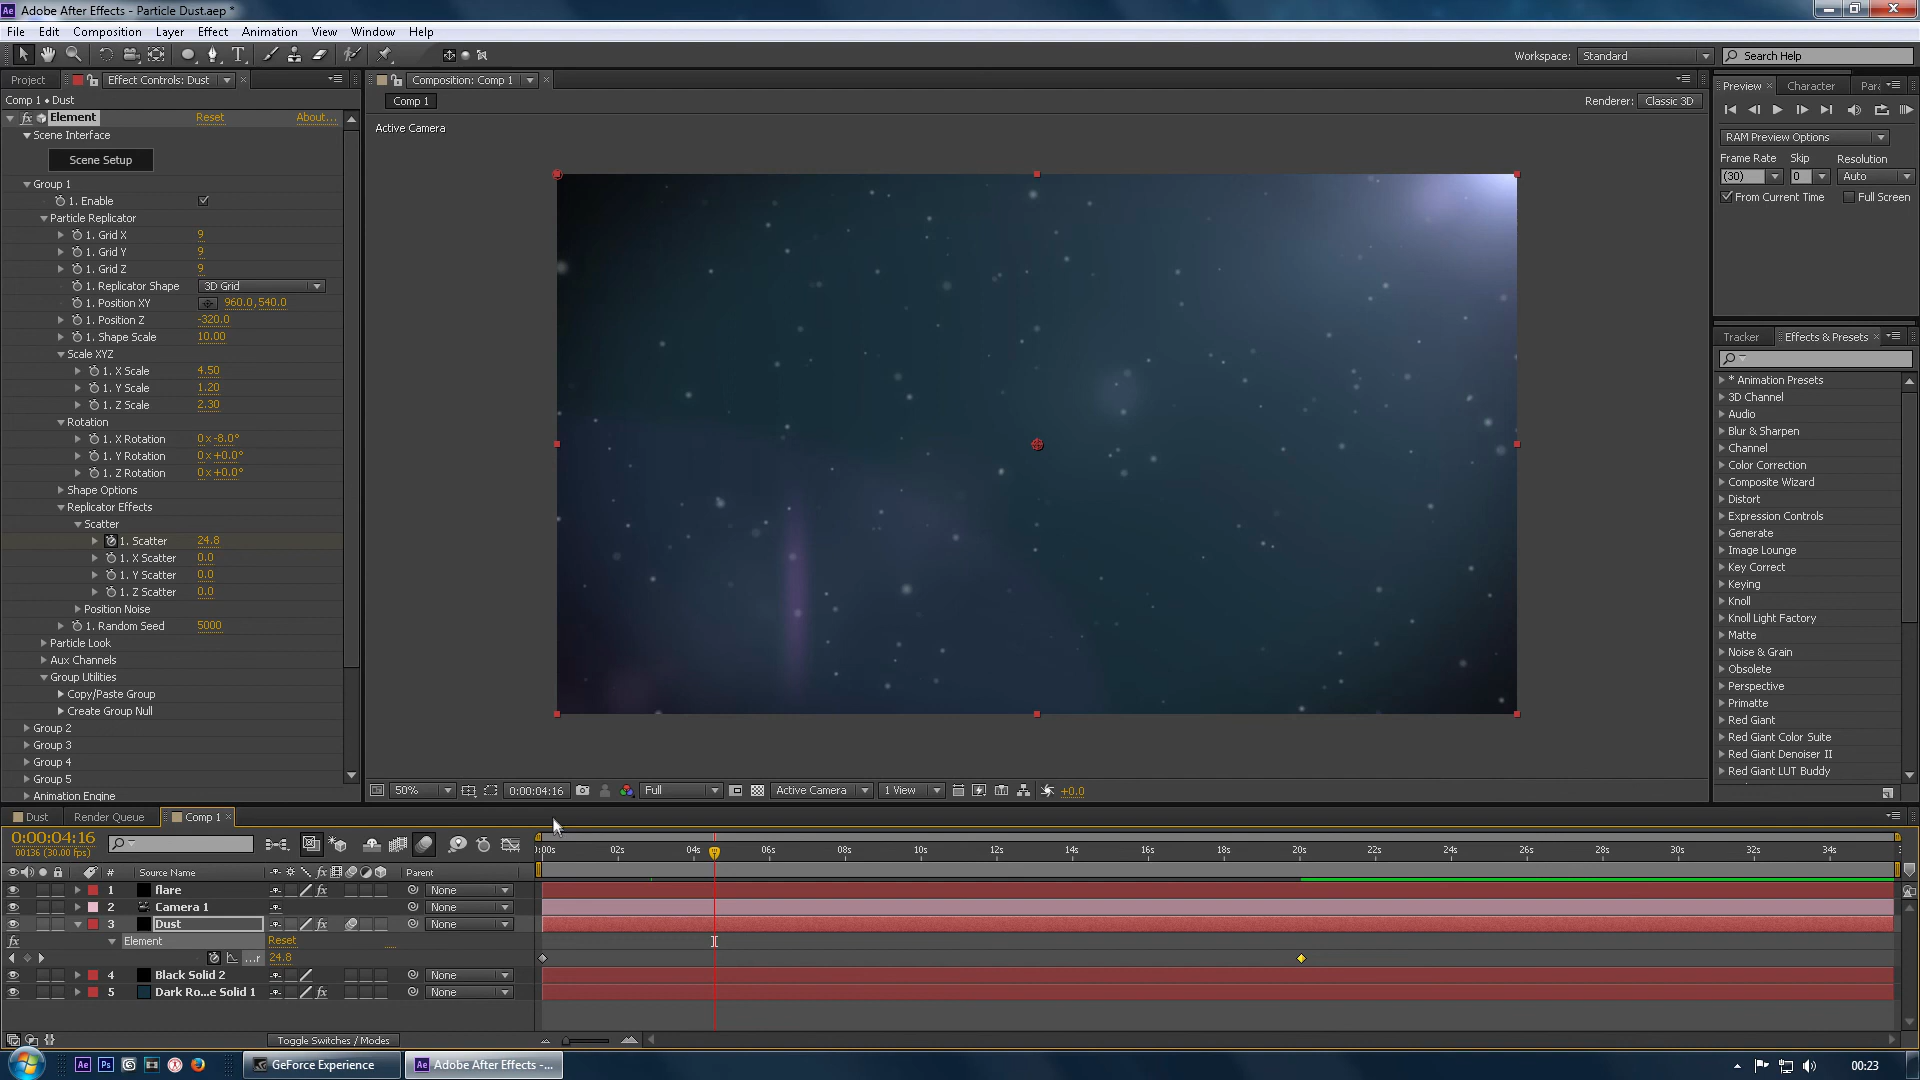 Adobe After Effects - Particle Dust.aep *
File Edit Composition Layer Effect Animation View Window Help
Workspace: Standard Search Help
Project Effect Controls: Dust Composition: Comp 1 Preview Character Par
Comp 1 • Dust
Comp 1
Renderer: Classic 3D
Active Camera
Element Reset About...
Scene Interface
Scene Setup
Group 1
1. Enable
Particle Replicator
1. Grid X 9
1. Grid Y 9
1. Grid Z 9
1. Replicator Shape 3D Grid
1. Position XY 960.0,540.0
1. Position Z -320.0
1. Shape Scale 10.00
Scale XYZ
1. X Scale 4.50
1. Y Scale 1.20
1. Z Scale 2.30
Rotation
1. X Rotation 0x-8.0°
1. Y Rotation 0x+0.0°
1. Z Rotation 0x+0.0°
Shape Options
Replicator Effects
Scatter
1. Scatter 24.8
1. X Scatter 0.0
1. Y Scatter 0.0
1. Z Scatter 0.0
Position Noise
1. Random Seed 5000
Particle Look
Aux Channels
Group Utilities
Copy/Paste Group
Create Group Null
Group 2
Group 3
Group 4
Group 5
Animation Engine
50% 0:00:04:16 Full Active Camera 1 View +0.0
RAM Preview Options
Frame Rate Skip Resolution
(30) 0 Auto
From Current Time Full Screen
Tracker Effects & Presets
* Animation Presets
3D Channel
Audio
Blur & Sharpen
Channel
Color Correction
Composite Wizard
Distort
Expression Controls
Generate
Image Lounge
Key Correct
Keying
Knoll
Knoll Light Factory
Matte
Noise & Grain
Obsolete
Perspective
Primatte
Red Giant
Red Giant Color Suite
Red Giant Denoiser II
Red Giant LUT Buddy
Dust Render Queue Comp 1
0:00:04:16
00136 (30.00 fps)
):00s 02s 04s 06s 08s 10s 12s 14s 16s 18s 20s 22s 24s 26s 28s 30s 32s 34s
# Source Name Parent
1 flare None
2 Camera 1 None
3 Dust None
Element Reset
...r 24.8
4 Black Solid 2 None
5 Dark Ro...e Solid 1 None
Toggle Switches / Modes
GeForce Experience Adobe After Effects -... 00:23